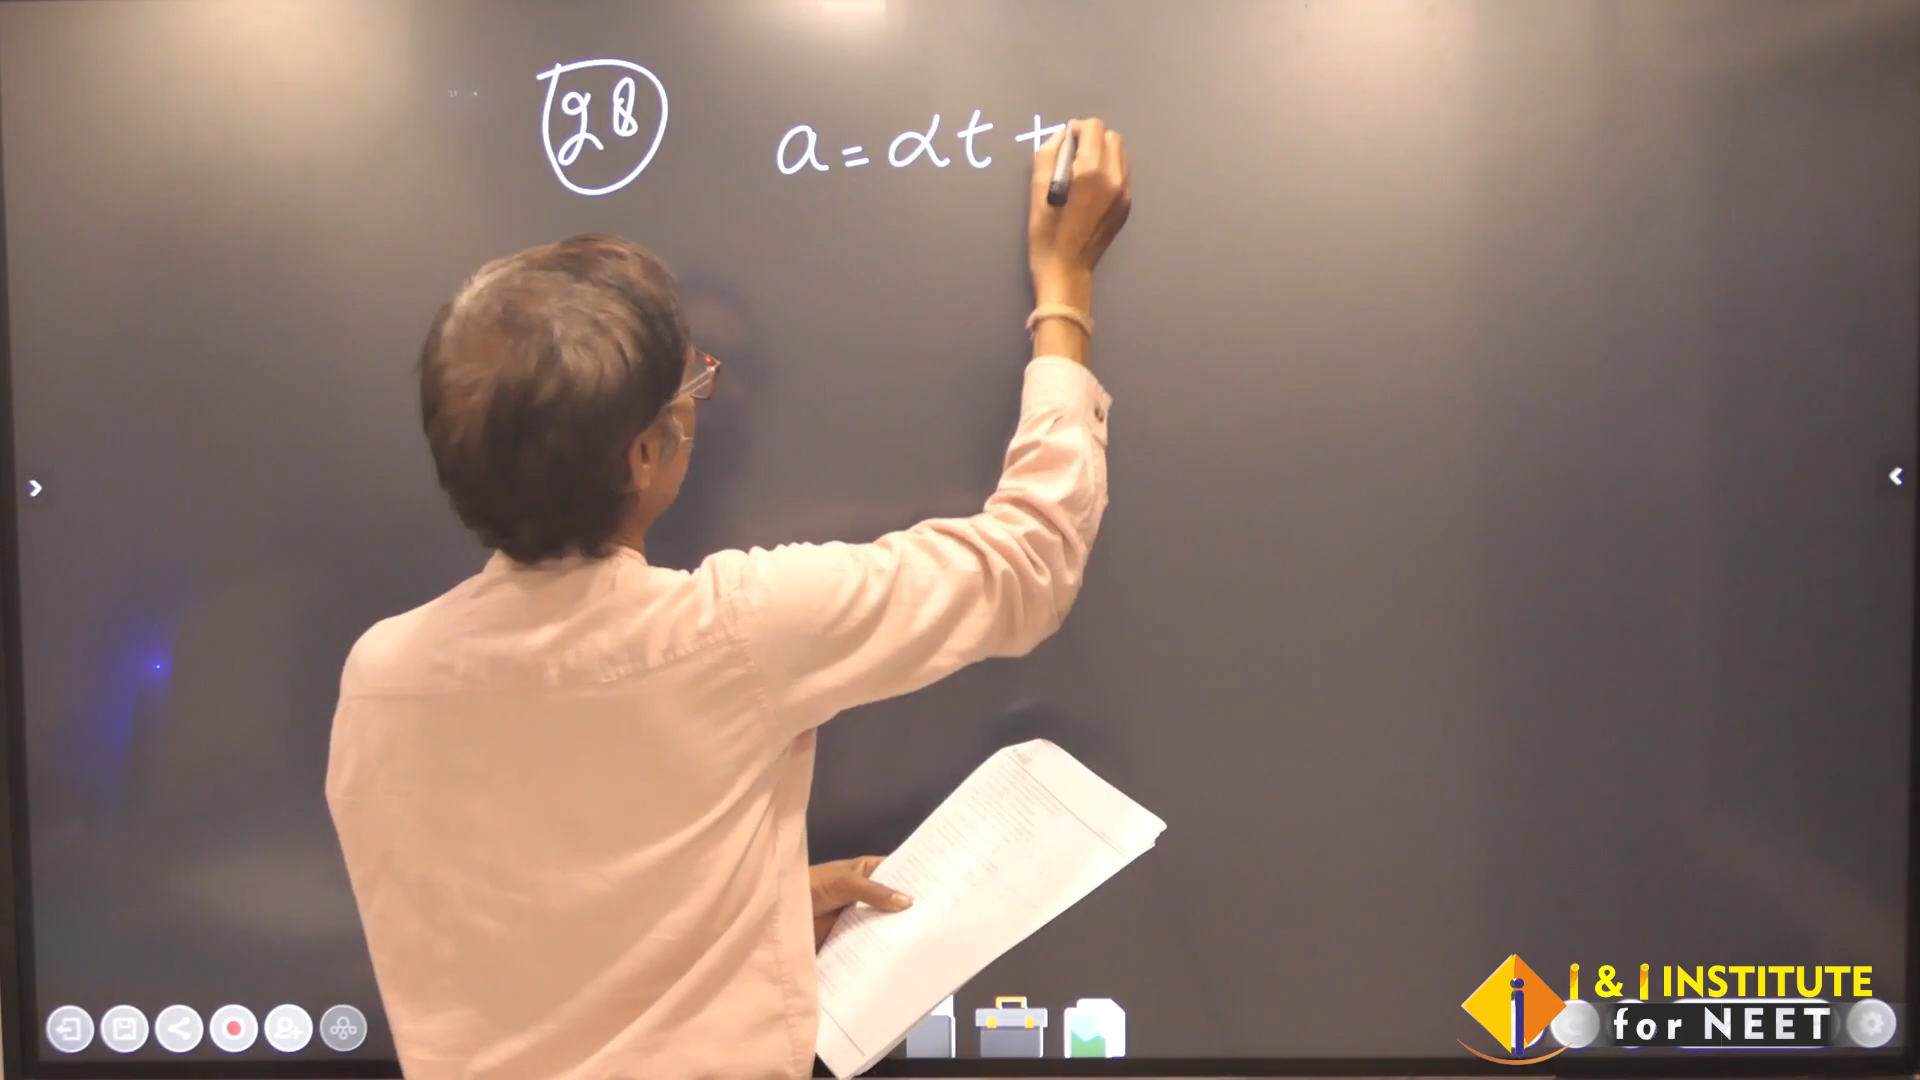 28 a = αt +
i & j INSTITUTE
for NEET